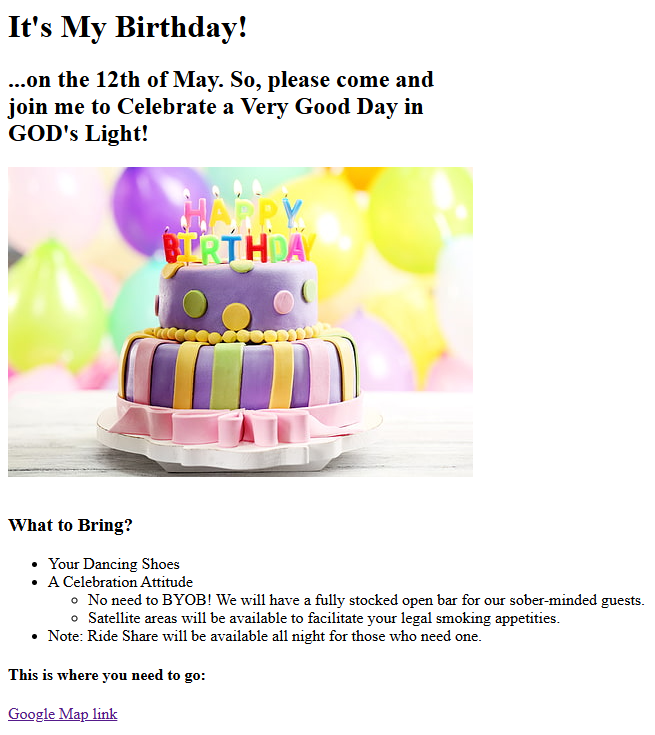 It's My Birthday!
...on the 12th of May. So, please come and
join me to Celebrate a Very Good Day in
GOD's Light!
HAPPY
BIRTHDAY
What to Bring?
Your Dancing Shoes
A Celebration Attitude
No need to BYOB! We will have a fully stocked open bar for our sober-minded guests.
Satellite areas will be available to facilitate your legal smoking appetities.
Note: Ride Share will be available all night for those who need one.
This is where you need to go:
Google Map link